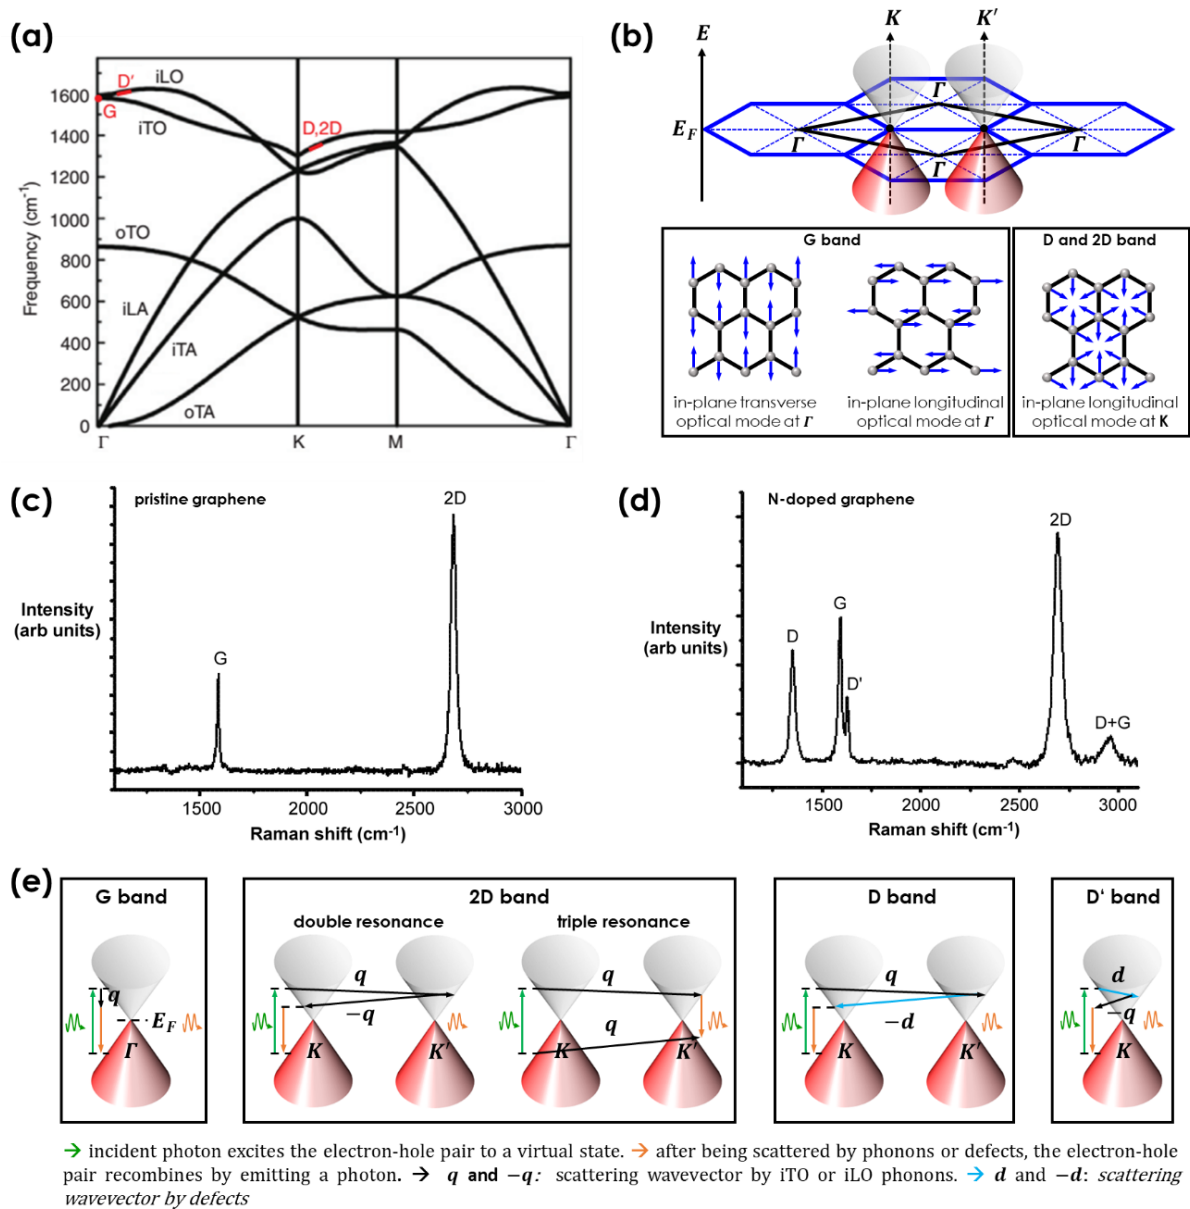 (a)
Frequency (cm⁻¹)
1600
1400
1200
1000
800
600
400
200
0
D'
G
iLO
iTO
D,2D
oTO
iLA
iTA
oTA
Γ
K
M
Γ
(b)
E
E_F
K
K'
Γ
Γ
Γ
Γ
G band
in-plane transverse
optical mode at Γ
in-plane longitudinal
optical mode at Γ
D and 2D band
in-plane longitudinal
optical mode at K
(c)
pristine graphene
2D
G
Intensity
(arb units)
1500 2000 2500 3000
Raman shift (cm⁻¹)
(d)
N-doped graphene
2D
G
D
D'
D+G
Intensity
(arb units)
1500 2000 2500 3000
Raman shift (cm⁻¹)
(e)
G band
q
E_F
Γ
2D band
double resonance
q
−q
K
K'
triple resonance
q
q
K
K'
D band
q
−d
K
K'
D' band
d
−q
K
→ incident photon excites the electron-hole pair to a virtual state. → after being scattered by phonons or defects, the electron-hole
pair recombines by emitting a photon. → q and −q: scattering wavevector by iTO or iLO phonons. → d and −d: scattering
wavevector by defects